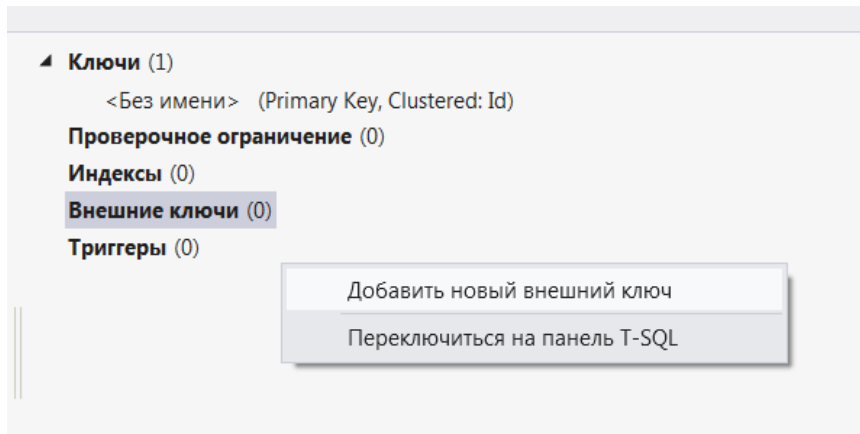 Ключи (1)
<Без имени> (Primary Key, Clustered: Id)
Проверочное ограничение (0)
Индексы (0)
Внешние ключи (0)
Триггеры (0)
Добавить новый внешний ключ
Переключиться на панель T-SQL